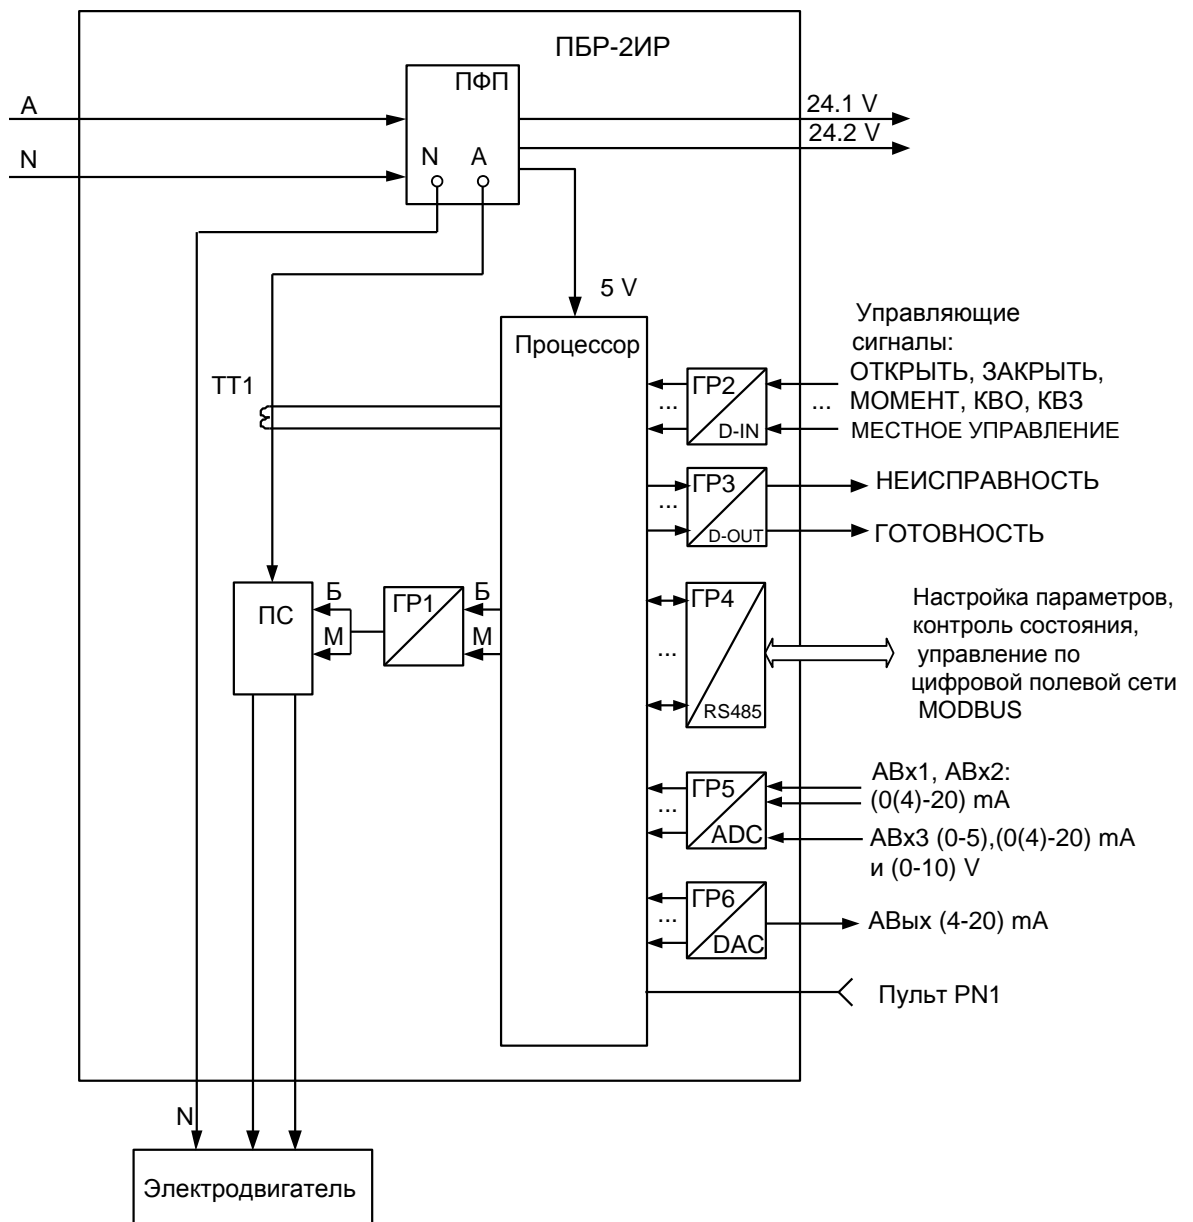 ПБР-2ИР
ПФП
A
24.1 V
24.2 V
N
N
A
5 V
Процессор
Управляющие
сигналы:
ОТКРЫТЬ, ЗАКРЫТЬ,
МОМЕНТ, КВО, КВЗ
МЕСТНОЕ УПРАВЛЕНИЕ
ТТ1
ГР2
...
...
D-IN
ГР3
...
D-OUT
НЕИСПРАВНОСТЬ
ГОТОВНОСТЬ
ПС
Б
М
ГР1
Б
М
ГР4
...
RS485
Настройка параметров,
контроль состояния,
управление по
цифровой полевой сети
MODBUS
ГР5
...
ADC
АВх1, АВх2:
(0(4)-20) mA
АВх3 (0-5),(0(4)-20) mA
и (0-10) V
ГР6
...
DAC
АВых (4-20) mA
Пульт PN1
N
Электродвигатель